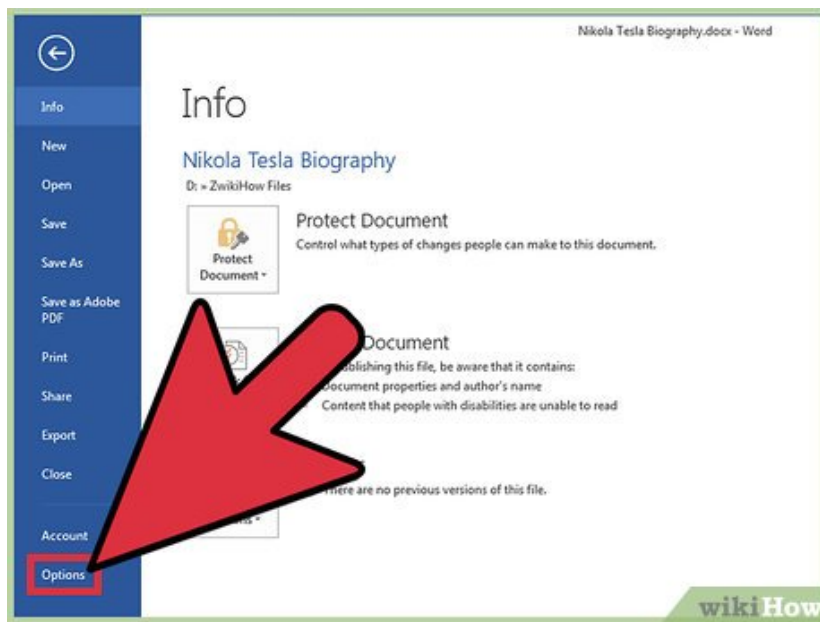 Nikola Tesla Biography.docx - Word
Info
New
Open
Save
Save As
Save as Adobe
PDF
Print
Share
Export
Close
Account
Options
Info
Nikola Tesla Biography
D: » ZwikiHow Files
Protect
Document
Protect Document
Control what types of changes people can make to this document.
Document
this file, be aware that it contains:
Document properties and author's name
Content that people with disabilities are unable to read
There are no previous versions of this file.
wikiHow